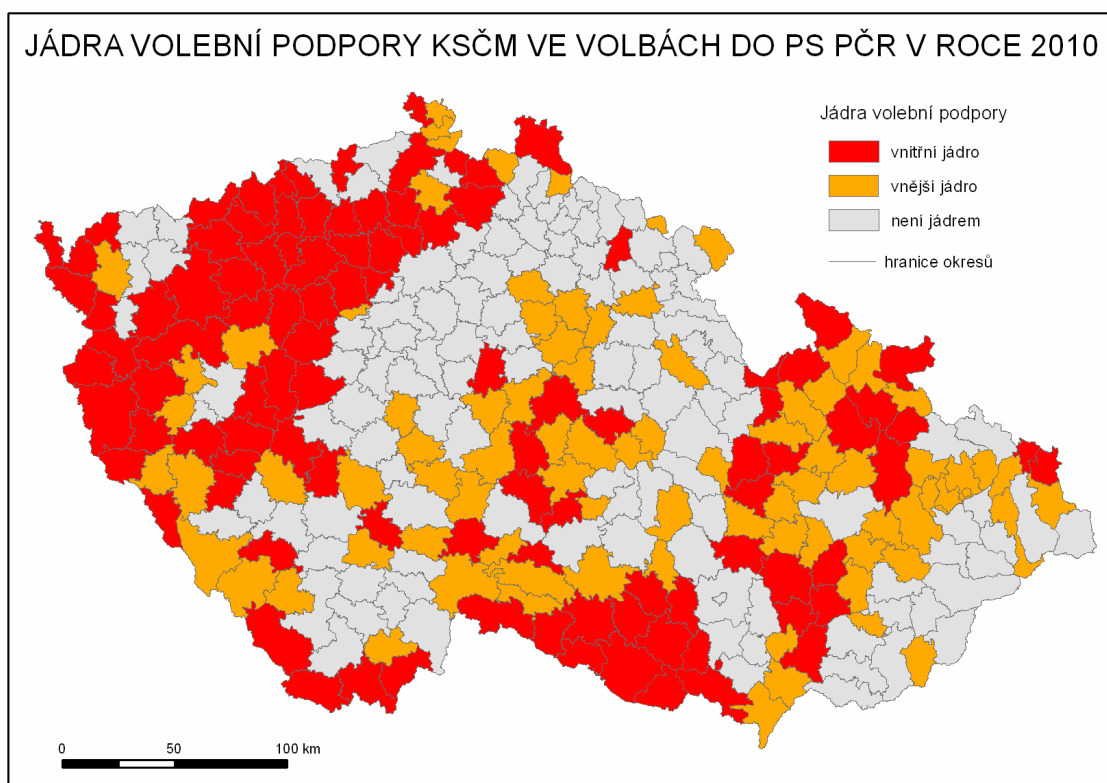 JÁDRA VOLEBNÍ PODPORY KSČM VE VOLBÁCH DO PS PČR V ROCE 2010
Jádra volební podpory
vnitřní jádro
vnější jádro
není jádrem
hranice okresů
0 50 100 km